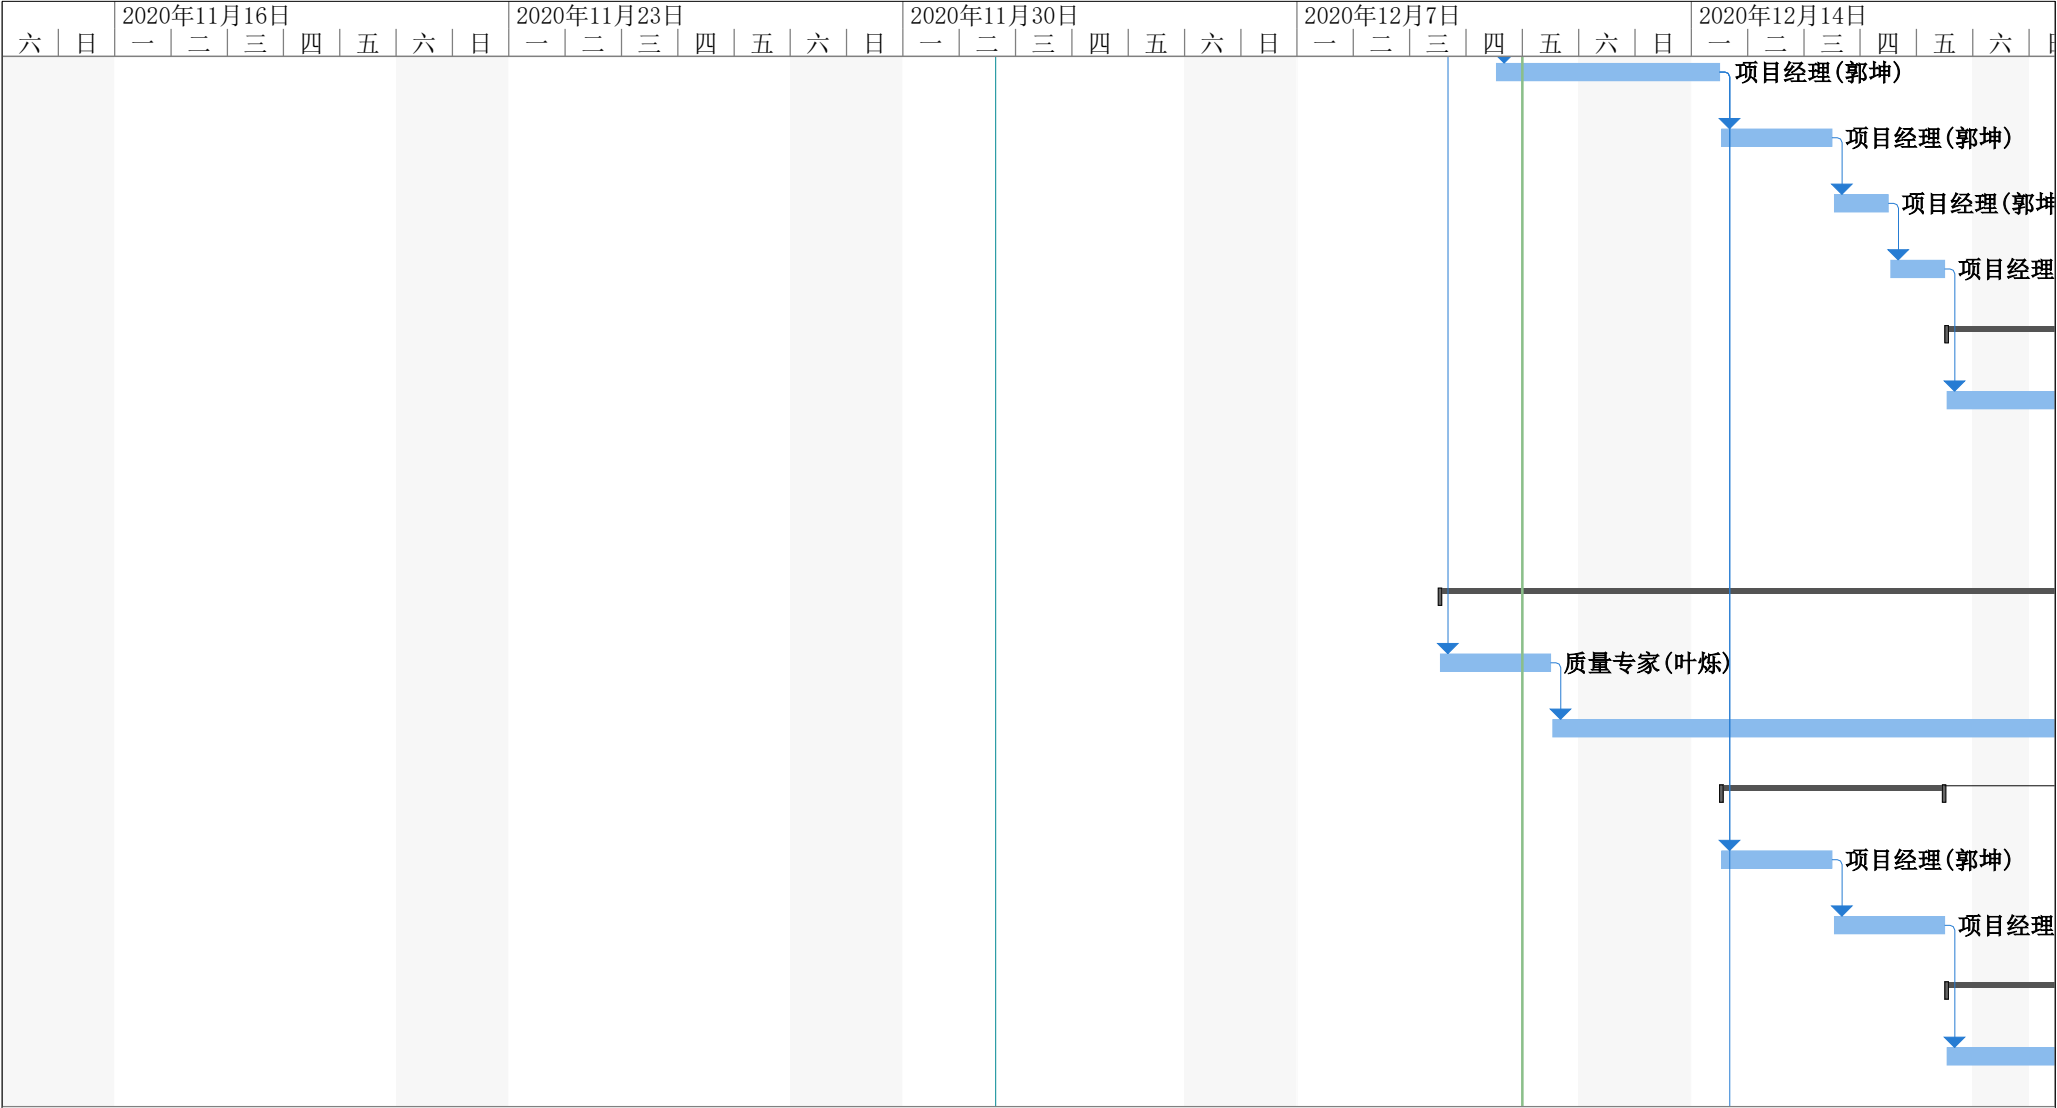 2020年11月16日 2020年11月23日 2020年11月30日 2020年12月7日 2020年12月14日
六 日 一 二 三 四 五 六 日 一 二 三 四 五 六 日 一 二 三 四 五 六 日 一 二 三 四 五 六 日 一 二 三 四 五 六 日
项目经理(郭坤)
项目经理(郭坤)
项目经理(郭坤
项目经理
质量专家(叶烁)
项目经理(郭坤)
项目经理